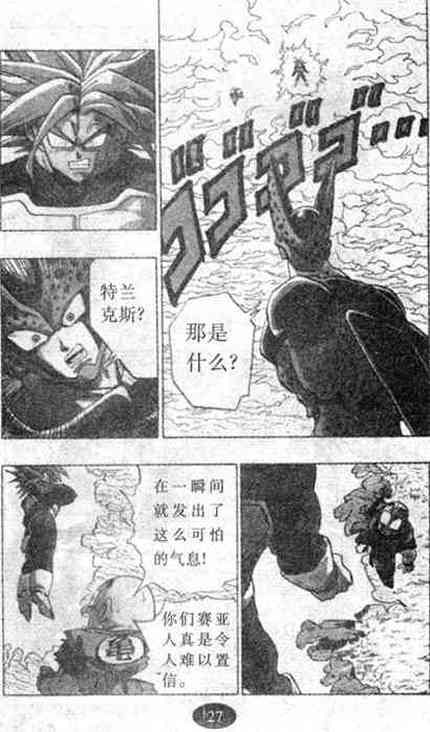 ゴゴゴゴ…
那是
什么?
特兰
克斯?
在一瞬间
就发出了
这么可怕
的气息!
你们赛亚
人真是令
人难以置
信。
亀
127